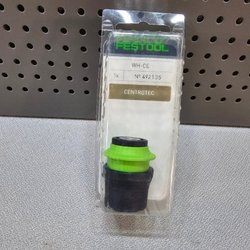 FESTOOL
WH-CE
1x Nº 492135
CENTROTEC